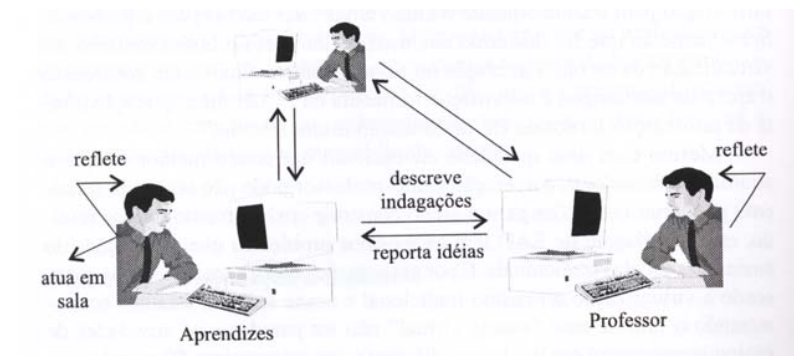 reflete
reflete
descreve
indagações
reporta idéias
atua em
sala
Aprendizes
Professor